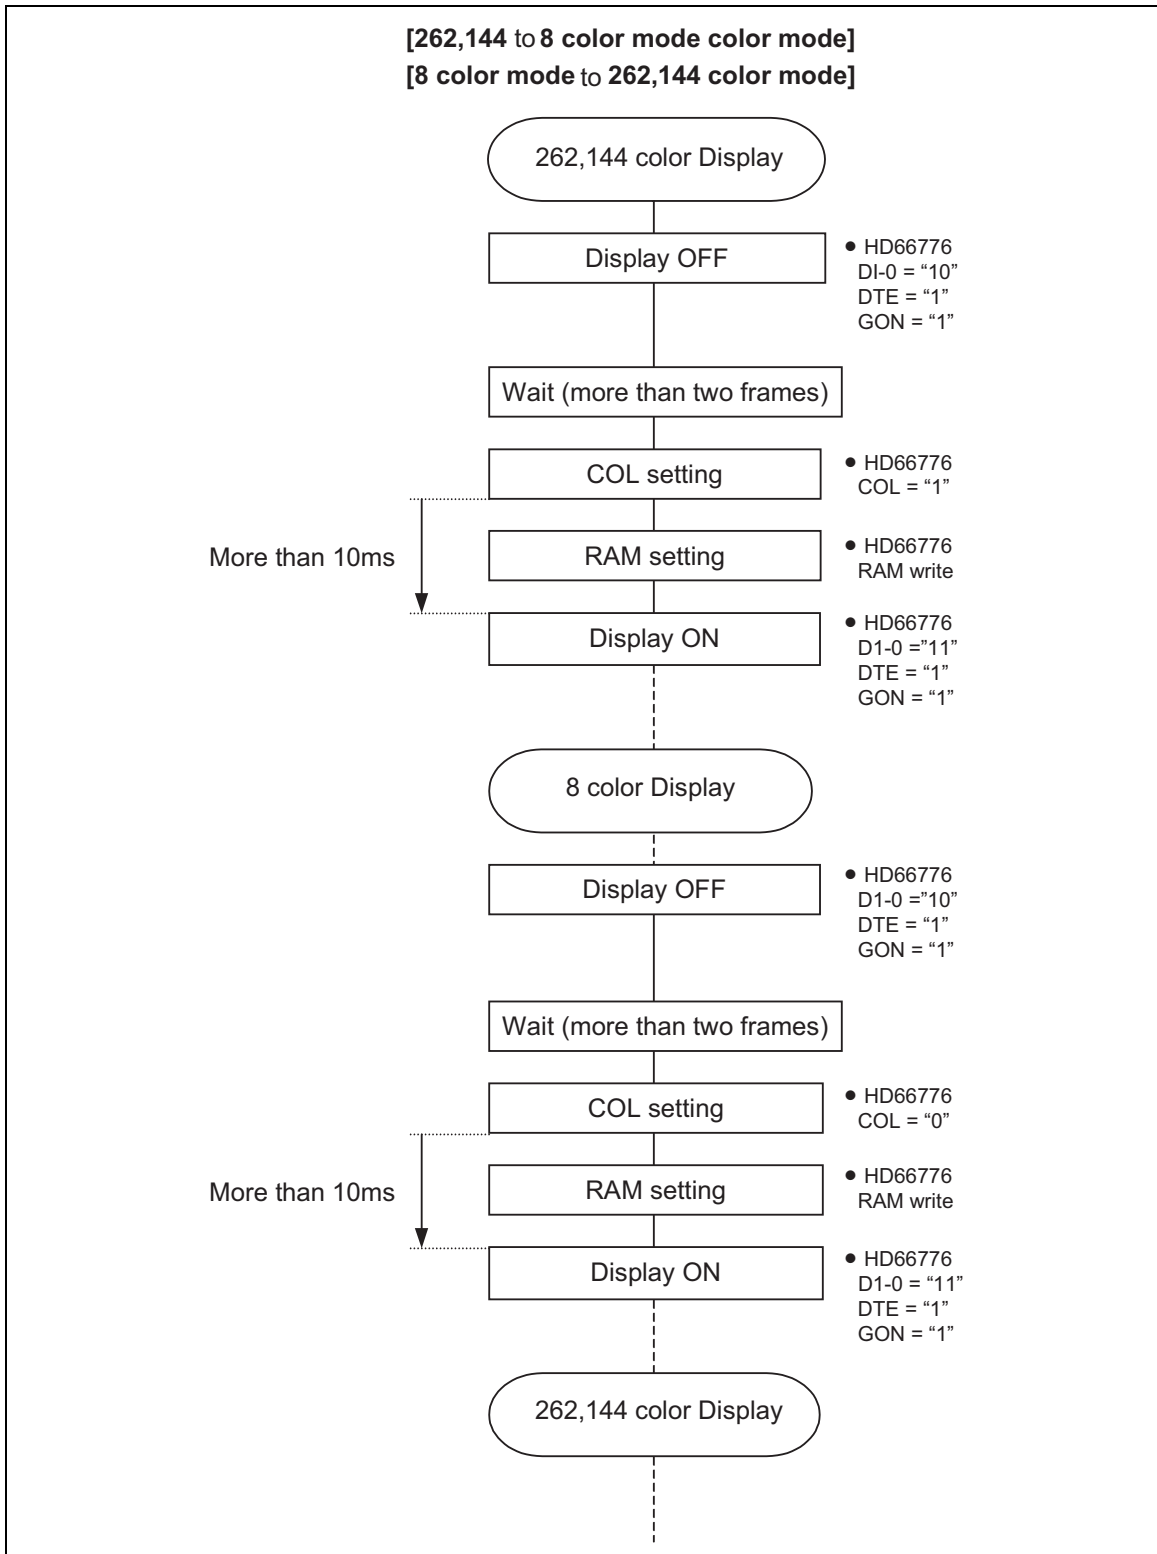 [262,144 to 8 color mode color mode]
[8 color mode to 262,144 color mode]
262,144 color Display
Display OFF
● HD66776
DI-0 = “10”
DTE = “1”
GON = “1”
Wait (more than two frames)
COL setting
● HD66776
COL = “1”
More than 10ms
RAM setting
● HD66776
RAM write
Display ON
● HD66776
D1-0 =”11”
DTE = “1”
GON = “1”
8 color Display
Display OFF
● HD66776
D1-0 =”10”
DTE = “1”
GON = “1”
Wait (more than two frames)
COL setting
● HD66776
COL = “0”
More than 10ms
RAM setting
● HD66776
RAM write
Display ON
● HD66776
D1-0 = “11”
DTE = “1”
GON = “1”
262,144 color Display